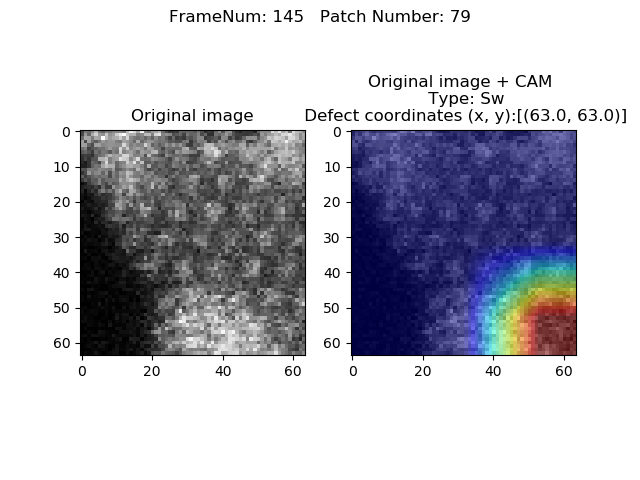 FrameNum: 145   Patch Number: 79
Original image
Original image + CAM
Type: Sw
Defect coordinates (x, y):[(63.0, 63.0)]
0
10
20
30
40
50
60
0 20 40 60
0
10
20
30
40
50
60
0 20 40 60